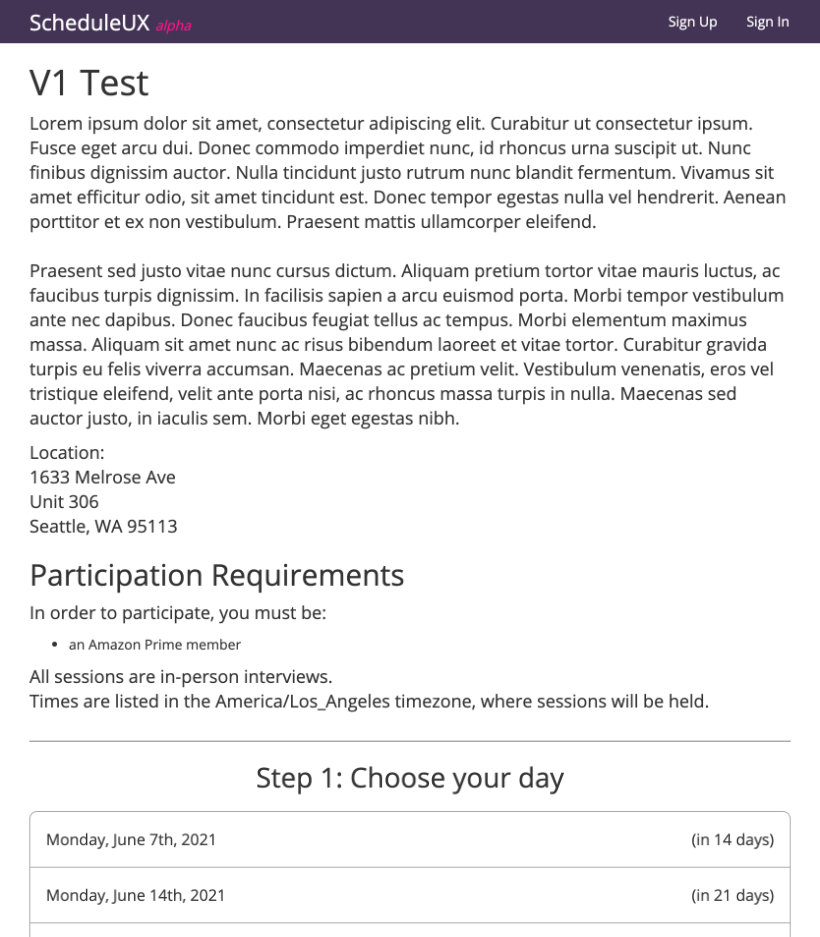 ScheduleUX alpha
Sign Up Sign In
V1 Test
Lorem ipsum dolor sit amet, consectetur adipiscing elit. Curabitur ut consectetur ipsum.
Fusce eget arcu dui. Donec commodo imperdiet nunc, id rhoncus urna suscipit ut. Nunc
finibus dignissim auctor. Nulla tincidunt justo rutrum nunc blandit fermentum. Vivamus sit
amet efficitur odio, sit amet tincidunt est. Donec tempor egestas nulla vel hendrerit. Aenean
porttitor et ex non vestibulum. Praesent mattis ullamcorper eleifend.
Praesent sed justo vitae nunc cursus dictum. Aliquam pretium tortor vitae mauris luctus, ac
faucibus turpis dignissim. In facilisis sapien a arcu euismod porta. Morbi tempor vestibulum
ante nec dapibus. Donec faucibus feugiat tellus ac tempus. Morbi elementum maximus
massa. Aliquam sit amet nunc ac risus bibendum laoreet et vitae tortor. Curabitur gravida
turpis eu felis viverra accumsan. Maecenas ac pretium velit. Vestibulum venenatis, eros vel
tristique eleifend, velit ante porta nisi, ac rhoncus massa turpis in nulla. Maecenas sed
auctor justo, in iaculis sem. Morbi eget egestas nibh.
Location:
1633 Melrose Ave
Unit 306
Seattle, WA 95113
Participation Requirements
In order to participate, you must be:
• an Amazon Prime member
All sessions are in-person interviews.
Times are listed in the America/Los_Angeles timezone, where sessions will be held.
Step 1: Choose your day
Monday, June 7th, 2021 (in 14 days)
Monday, June 14th, 2021 (in 21 days)